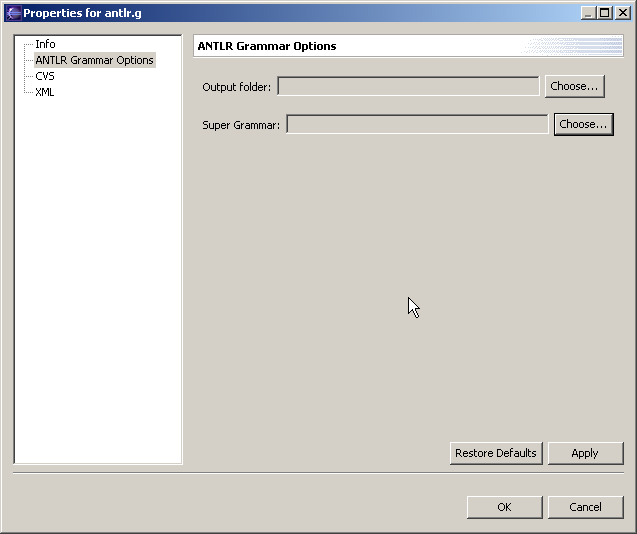 Properties for antlr.g
Info
ANTLR Grammar Options
CVS
XML
ANTLR Grammar Options
Output folder: Choose...
Super Grammar: Choose...
Restore Defaults Apply
OK Cancel